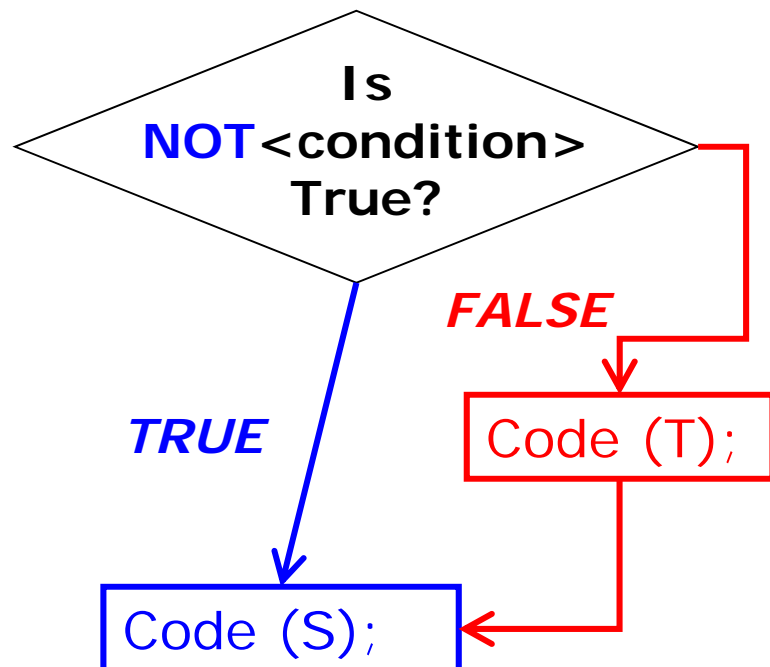 Is
NOT<condition>
True?
FALSE
TRUE
Code (T);
Code (S);